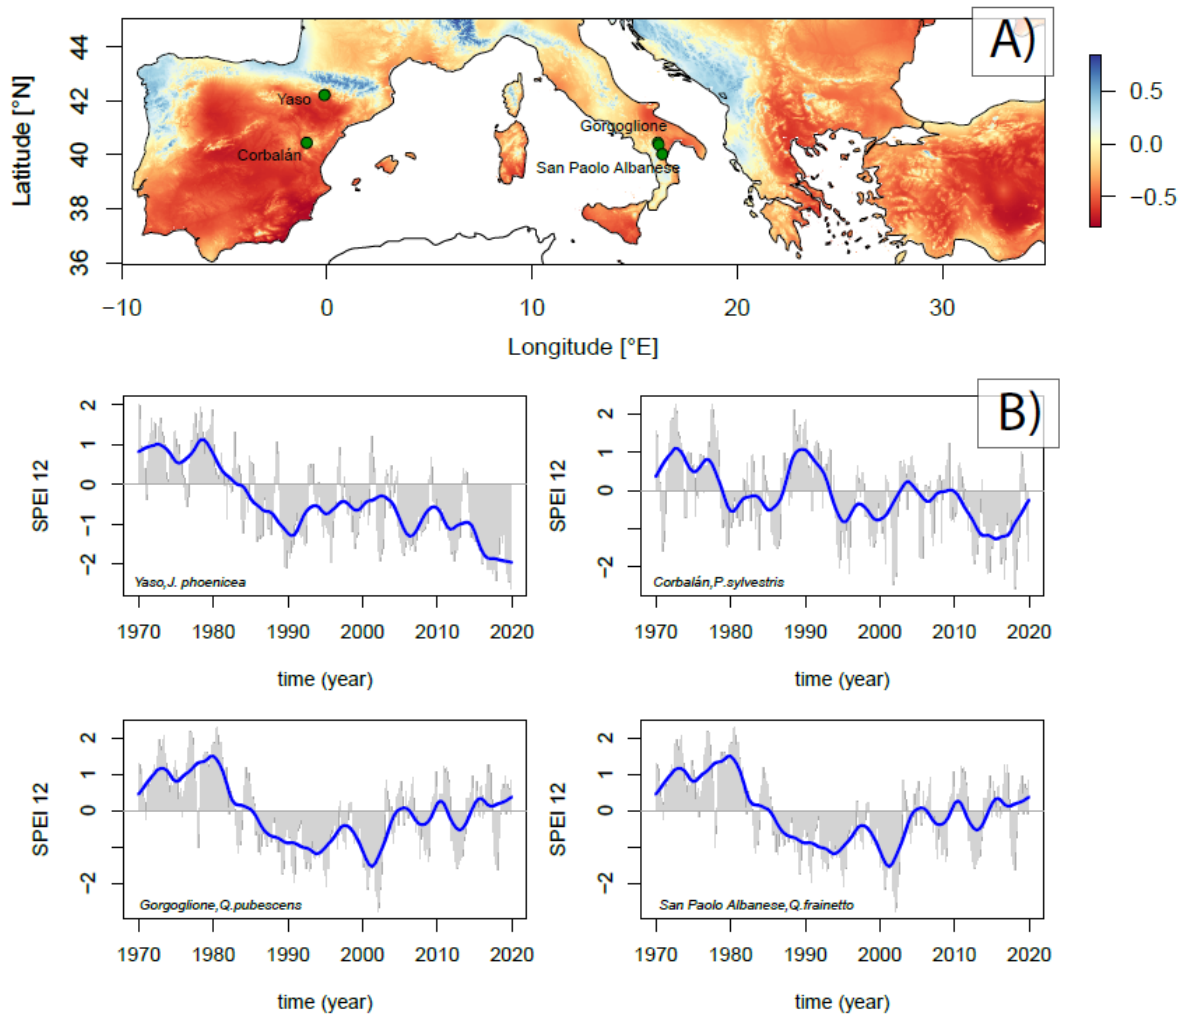 A)
Latitude [°N]
44
42
40
38
36
Yaso
Corbalán
Gorgoglione
San Paolo Albanese
0.5
0.0
−0.5
−10
0
10
20
30
Longitude [°E]
B)
SPEI 12
2
1
0
−1
−2
Yaso,J. phoenicea
1970
1980
1990
2000
2010
2020
time (year)
SPEI 12
2
1
0
−2
Corbalán,P.sylvestris
1970
1980
1990
2000
2010
2020
time (year)
SPEI 12
2
1
0
−2
Gorgoglione,Q.pubescens
1970
1980
1990
2000
2010
2020
time (year)
SPEI 12
2
1
0
−2
San Paolo Albanese,Q.frainetto
1970
1980
1990
2000
2010
2020
time (year)